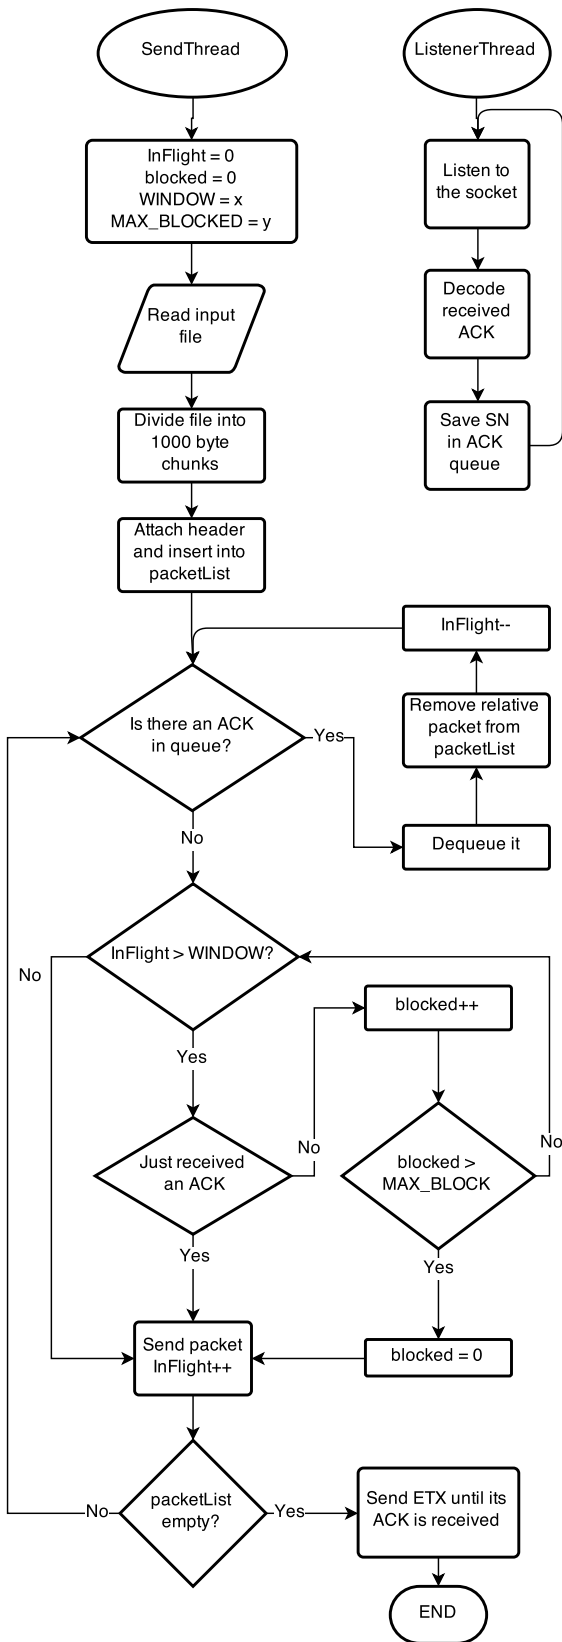 SendThread
ListenerThread
InFlight = 0
blocked = 0
WINDOW = x
MAX_BLOCKED = y
Listen to
the socket
Read input
file
Decode
received
ACK
Divide file into
1000 byte
chunks
Save SN
in ACK
queue
Attach header
and insert into
packetList
InFlight--
Is there an ACK
in queue?
Yes
Remove relative
packet from
packetList
Dequeue it
No
InFlight > WINDOW?
No
Yes
blocked++
Just received
an ACK
No
blocked >
MAX_BLOCK
No
Yes
Yes
Send packet
InFlight++
blocked = 0
packetList
empty?
No
Yes
Send ETX until its
ACK is received
END